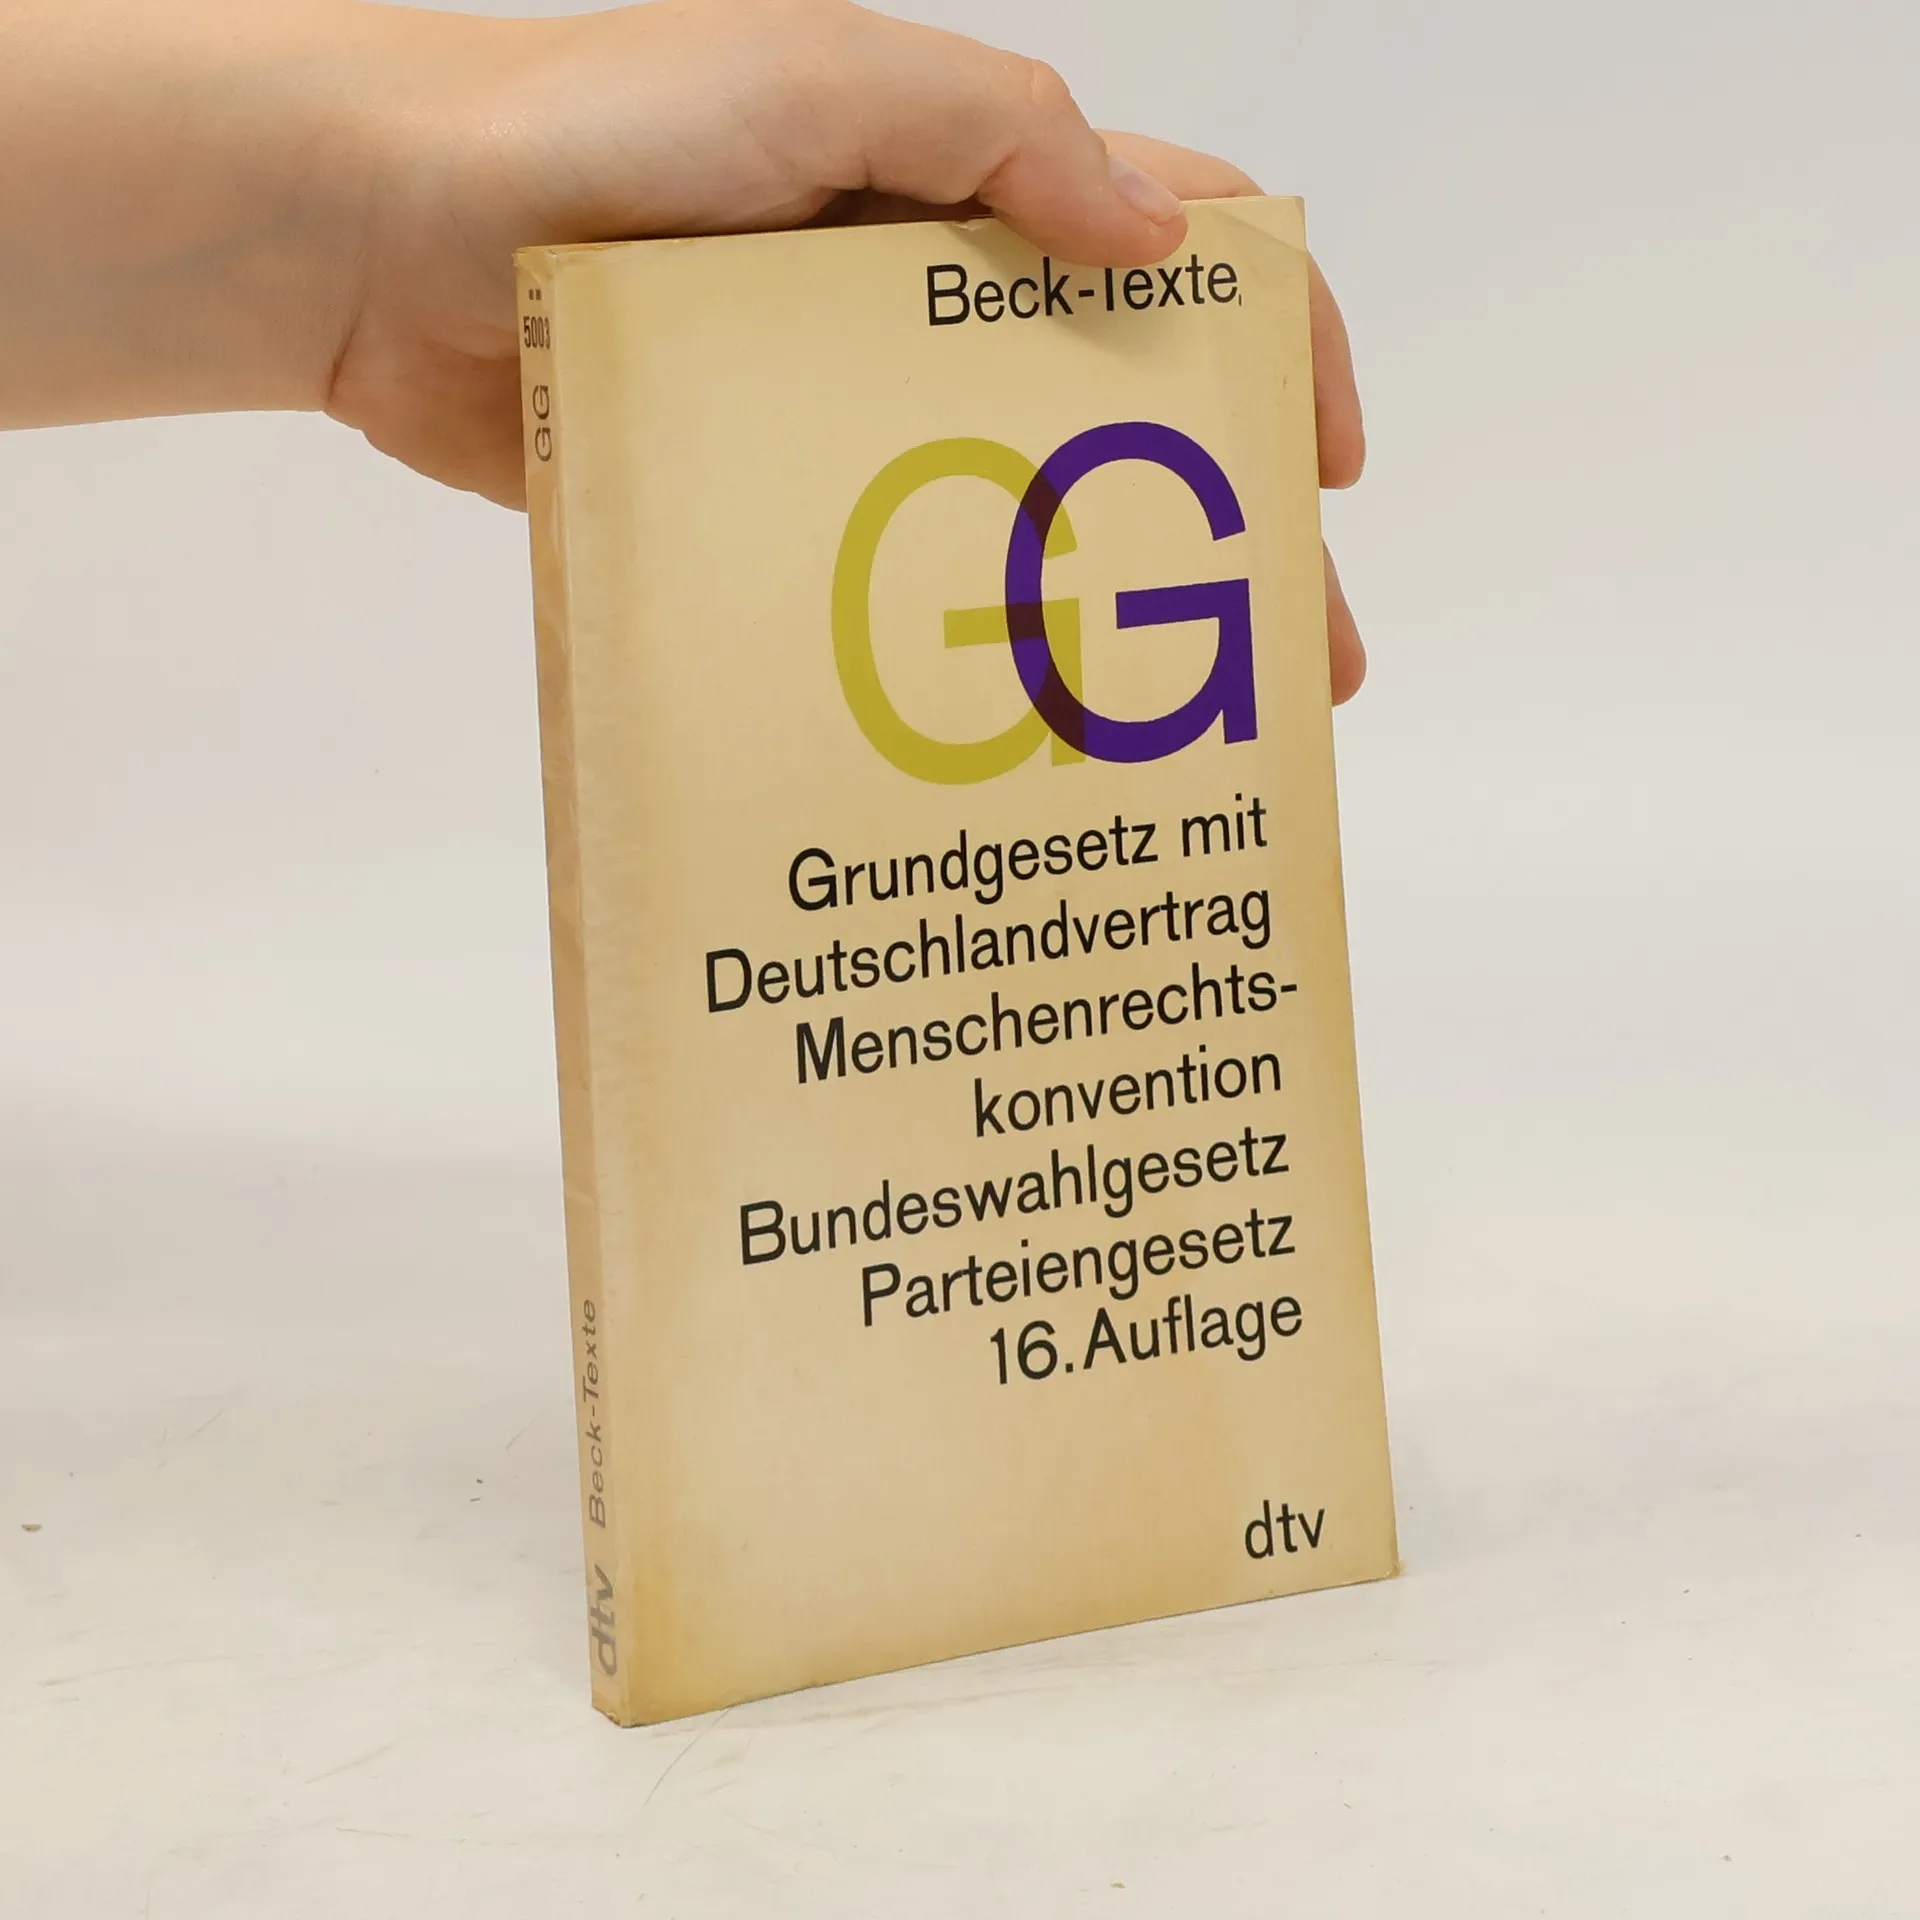 Beck-Texte
GG
Grundgesetz mit
Deutschlandvertrag
Menschenrechts-
konvention
Bundeswahlgesetz
Parteiengesetz
16. Auflage
dtv
5003
GG
Beck-Texte
dtv